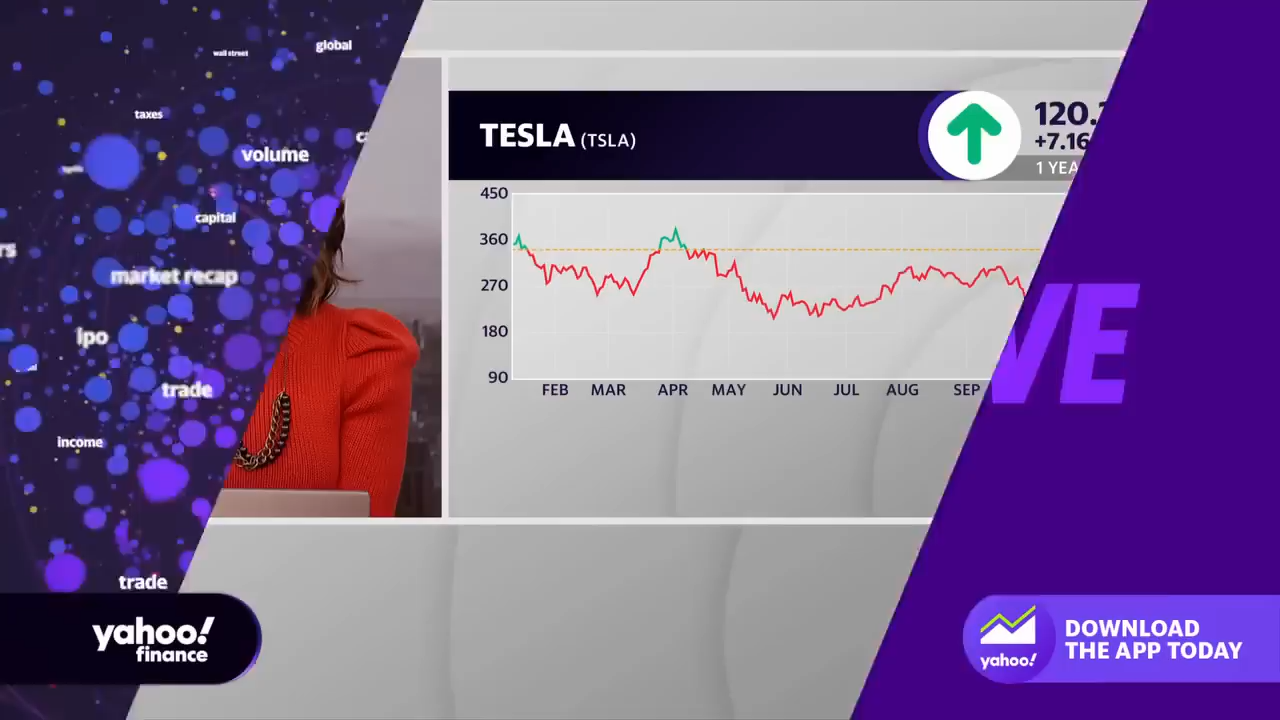 wall street
global
taxes
volume
capital
rs
market recap
ipo
trade
income
trade
yahoo!
finance
TESLA (TSLA)
120.
+7.16
1 YEA
450
360
270
180
90
FEB MAR APR MAY JUN JUL AUG SEP
VE
yahoo!
DOWNLOAD
THE APP TODAY